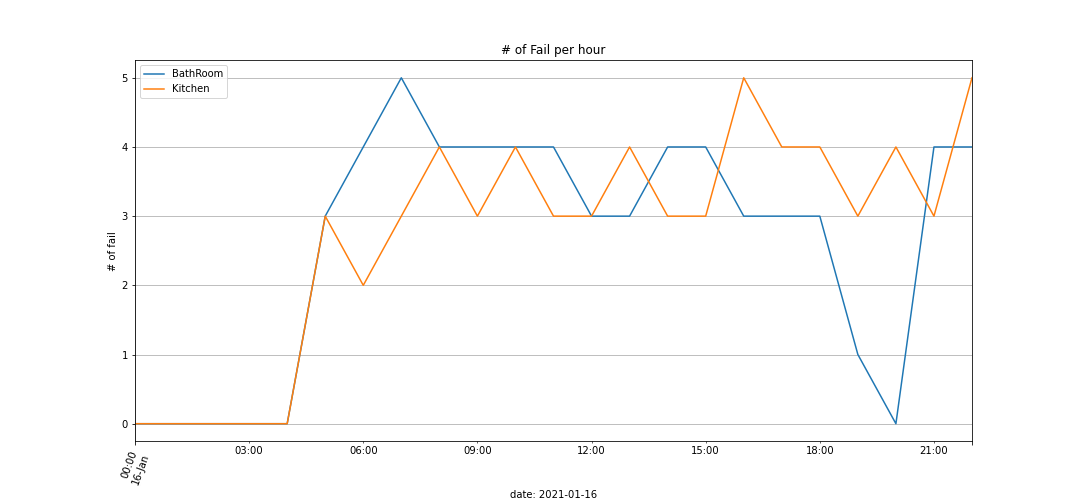 # of Fail per hour
BathRoom
Kitchen
# of fail
5
4
3
2
1
0
00:00
16-Jan
03:00
06:00
09:00
12:00
15:00
18:00
21:00
date: 2021-01-16